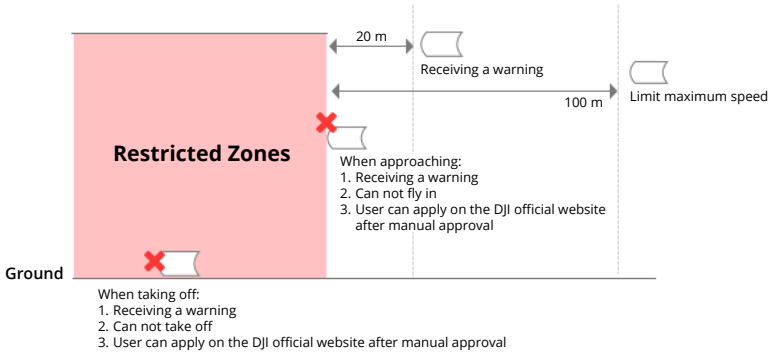 20 m
Receiving a warning
100 m
Limit maximum speed
Restricted Zones
When approaching:
1. Receiving a warning
2. Can not fly in
3. User can apply on the DJI official website
after manual approval
Ground
When taking off:
1. Receiving a warning
2. Can not take off
3. User can apply on the DJI official website after manual approval